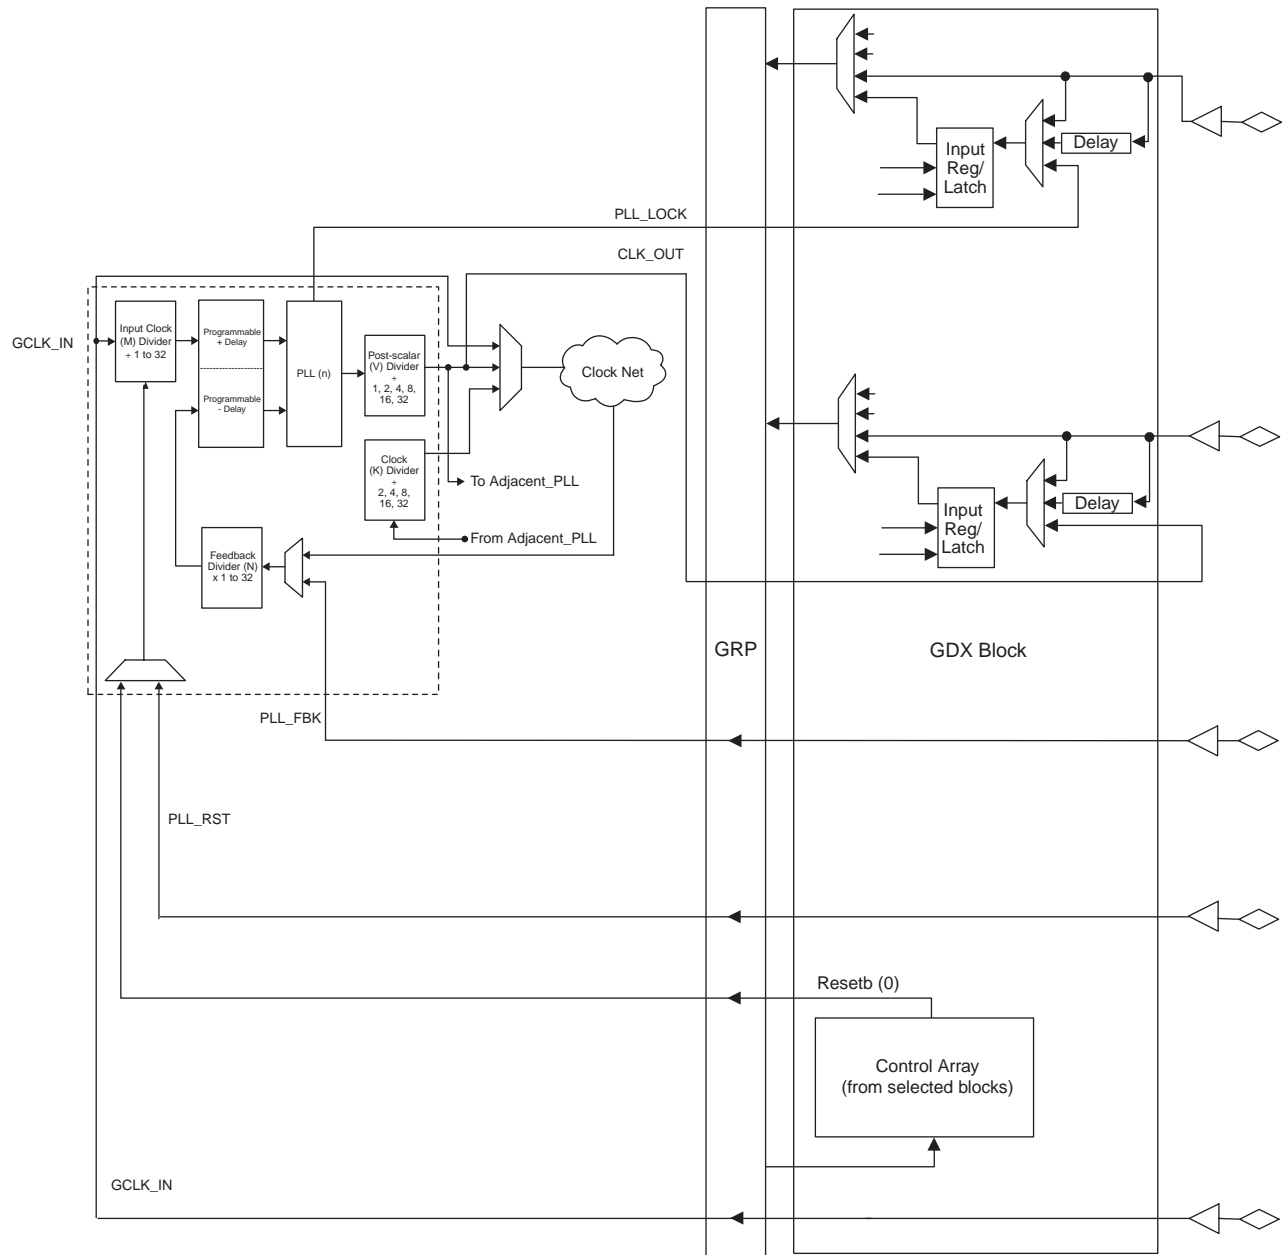 Input
Reg/
Latch
Delay
PLL_LOCK
CLK_OUT
GCLK_IN
Input Clock
(M) Divider
÷ 1 to 32
Programmable
+ Delay
Programmable
- Delay
PLL (n)
Post-scalar
(V) Divider
÷
1, 2, 4, 8,
16, 32
Clock Net
Clock
(K) Divider
÷
2, 4, 8,
16, 32
To Adjacent_PLL
From Adjacent_PLL
Feedback
Divider (N)
x 1 to 32
Input
Reg/
Latch
Delay
GRP
GDX Block
PLL_FBK
PLL_RST
Resetb (0)
Control Array
(from selected blocks)
GCLK_IN